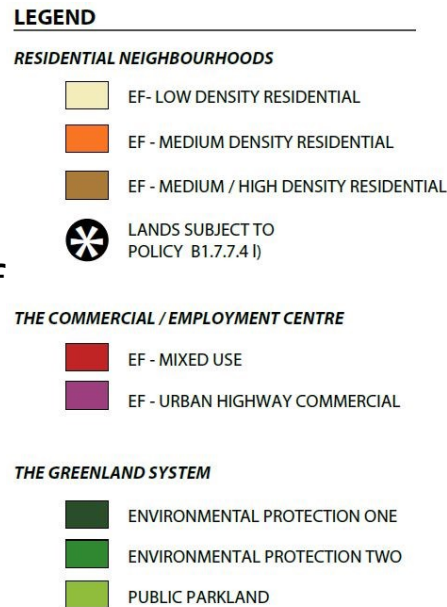 LEGEND
RESIDENTIAL NEIGHBOURHOODS
EF- LOW DENSITY RESIDENTIAL
EF - MEDIUM DENSITY RESIDENTIAL
EF - MEDIUM / HIGH DENSITY RESIDENTIAL
LANDS SUBJECT TO
POLICY B1.7.7.4 l)
THE COMMERCIAL / EMPLOYMENT CENTRE
EF - MIXED USE
EF - URBAN HIGHWAY COMMERCIAL
THE GREENLAND SYSTEM
ENVIRONMENTAL PROTECTION ONE
ENVIRONMENTAL PROTECTION TWO
PUBLIC PARKLAND